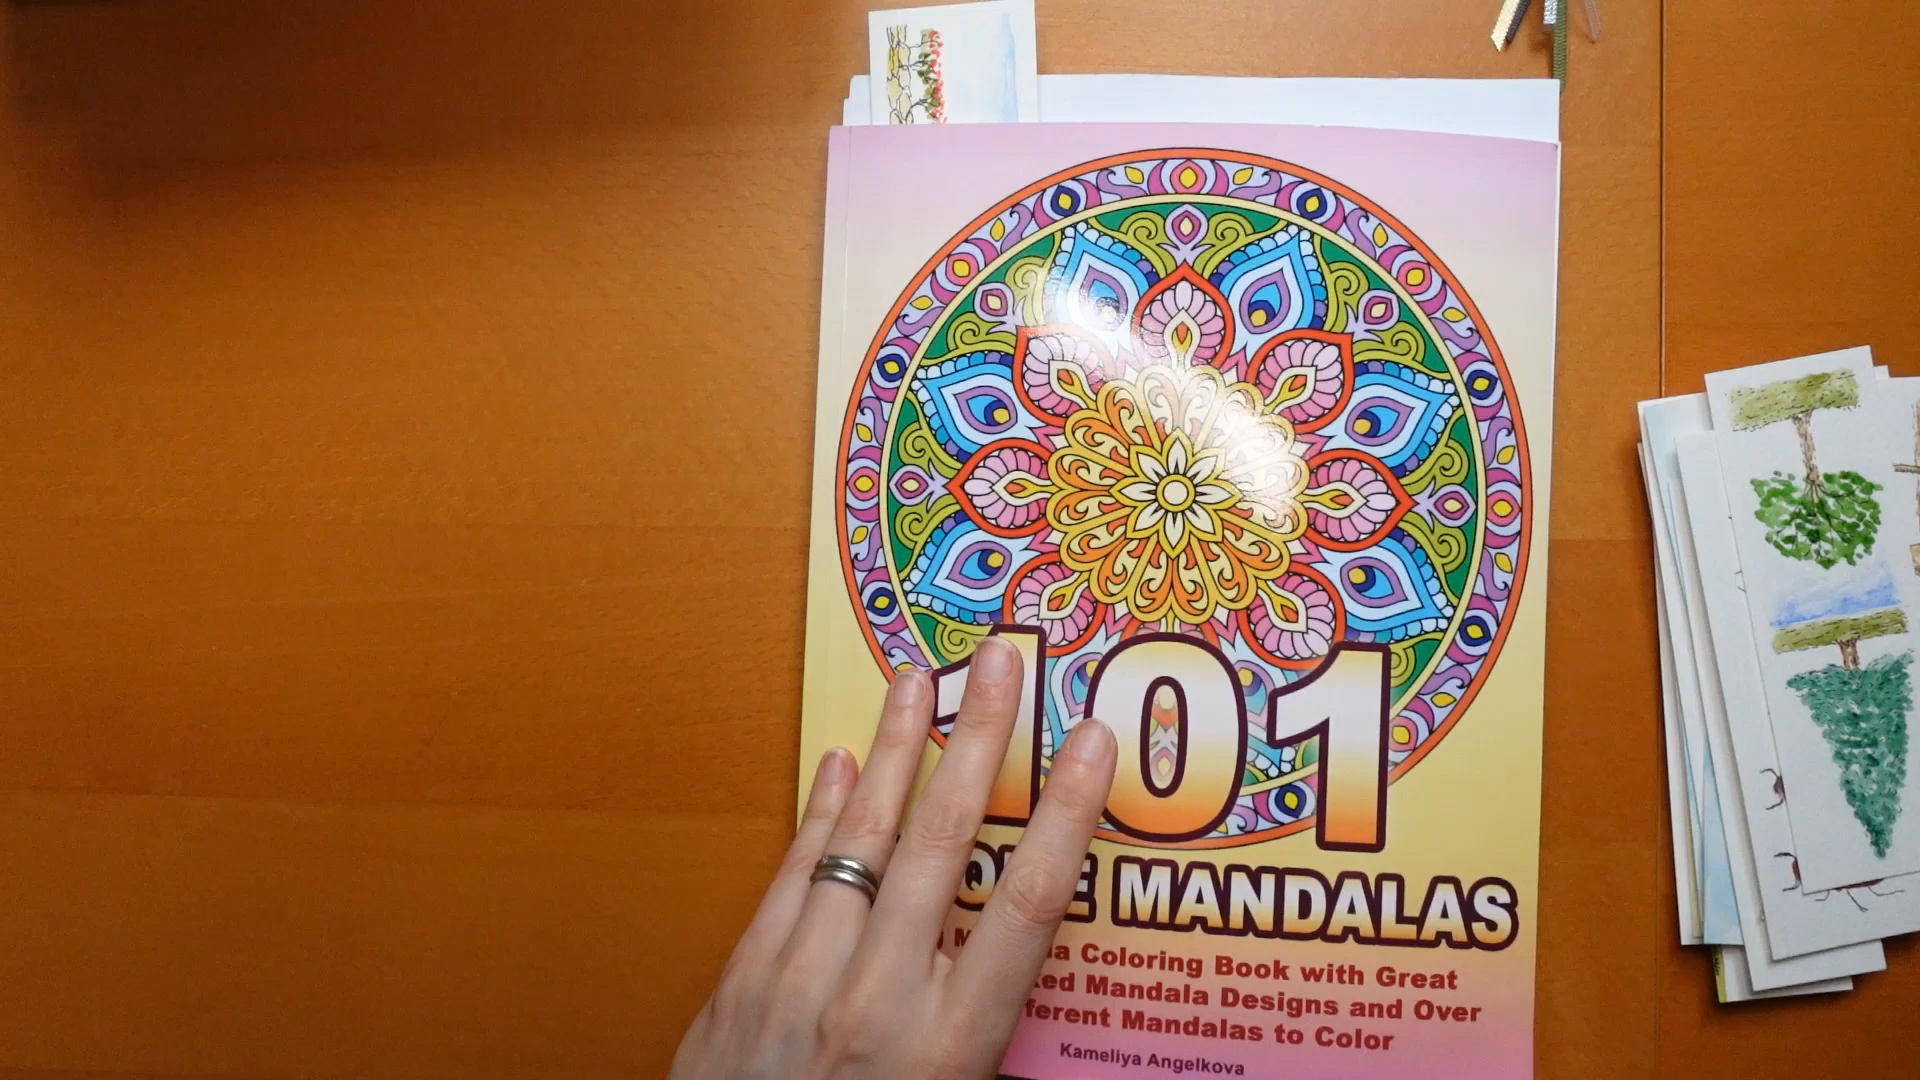 101
MANDALAS
Coloring Book with Great
Mandala Designs and Over
Mandalas to Color
Kameliya Angelkova